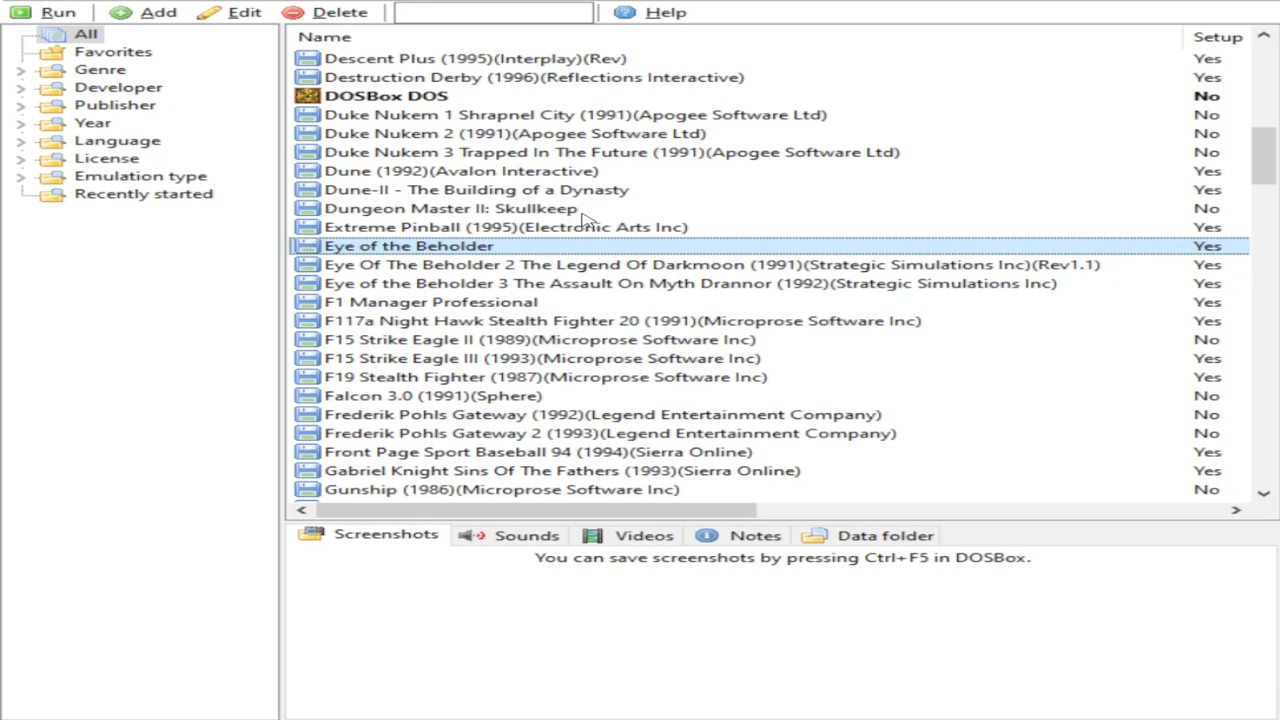 Run Add Edit Delete Help
All
Favorites
Genre
Developer
Publisher
Year
Language
License
Emulation type
Recently started
Name Setup
Descent Plus (1995)(Interplay)(Rev) Yes
Destruction Derby (1996)(Reflections Interactive) Yes
DOSBox DOS No
Duke Nukem 1 Shrapnel City (1991)(Apogee Software Ltd) No
Duke Nukem 2 (1991)(Apogee Software Ltd) No
Duke Nukem 3 Trapped In The Future (1991)(Apogee Software Ltd) No
Dune (1992)(Avalon Interactive) Yes
Dune-II - The Building of a Dynasty Yes
Dungeon Master II: Skullkeep No
Extreme Pinball (1995)(Electronic Arts Inc) Yes
Eye of the Beholder Yes
Eye Of The Beholder 2 The Legend Of Darkmoon (1991)(Strategic Simulations Inc)(Rev1.1) Yes
Eye of the Beholder 3 The Assault On Myth Drannor (1992)(Strategic Simulations Inc) Yes
F1 Manager Professional Yes
F117a Night Hawk Stealth Fighter 20 (1991)(Microprose Software Inc) Yes
F15 Strike Eagle II (1989)(Microprose Software Inc) No
F15 Strike Eagle III (1993)(Microprose Software Inc) Yes
F19 Stealth Fighter (1987)(Microprose Software Inc) Yes
Falcon 3.0 (1991)(Sphere) No
Frederik Pohls Gateway (1992)(Legend Entertainment Company) No
Frederik Pohls Gateway 2 (1993)(Legend Entertainment Company) No
Front Page Sport Baseball 94 (1994)(Sierra Online) Yes
Gabriel Knight Sins Of The Fathers (1993)(Sierra Online) Yes
Gunship (1986)(Microprose Software Inc) No
Screenshots Sounds Videos Notes Data folder
You can save screenshots by pressing Ctrl+F5 in DOSBox.